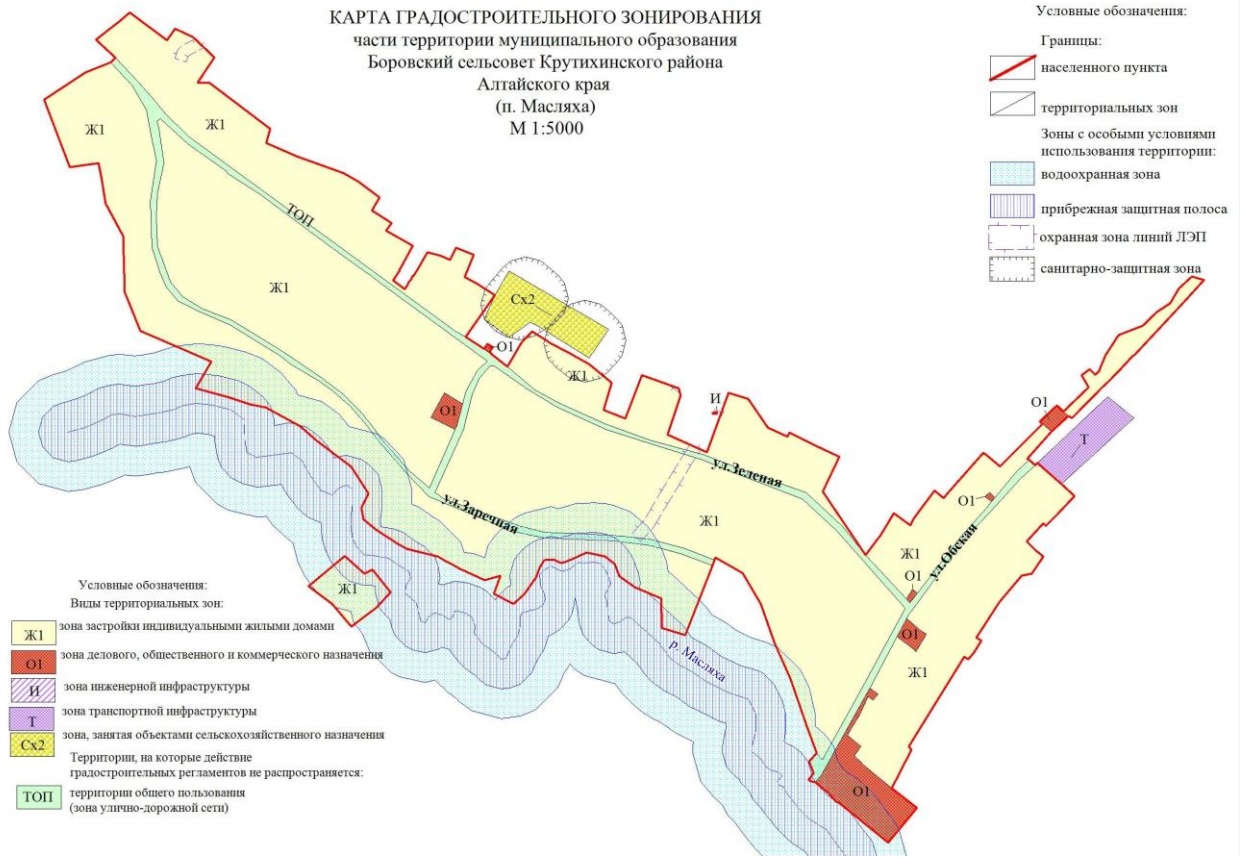 КАРТА ГРАДОСТРОИТЕЛЬНОГО ЗОНИРОВАНИЯ
части территории муниципального образования
Боровский сельсовет Крутихинского района
Алтайского края
(п. Масляха)
М 1:5000
Условные обозначения:
Границы:
населенного пункта
территориальных зон
Зоны с особыми условиями
использования территории:
водоохранная зона
прибрежная защитная полоса
охранная зона линий ЛЭП
санитарно-защитная зона
Ж1
Ж1
ТОП
Ж1
Сх2
О1
Ж1
О1
И
О1
Т
ул.Зеленая
ул.Заречная
О1
Ж1
Ж1
ул.Обская
О1
Ж1
О1
Ж1
р. Масляха
О1
Условные обозначения:
Виды территориальных зон:
Ж1 зона застройки индивидуальными жилыми домами
О1 зона делового, общественного и коммерческого назначения
И зона инженерной инфраструктуры
Т зона транспортной инфраструктуры
Сх2 зона, занятая объектами сельскохозяйственного назначения
Территории, на которые действие
градостроительных регламентов не распространяется:
ТОП территории общего пользования
(зона улично-дорожной сети)